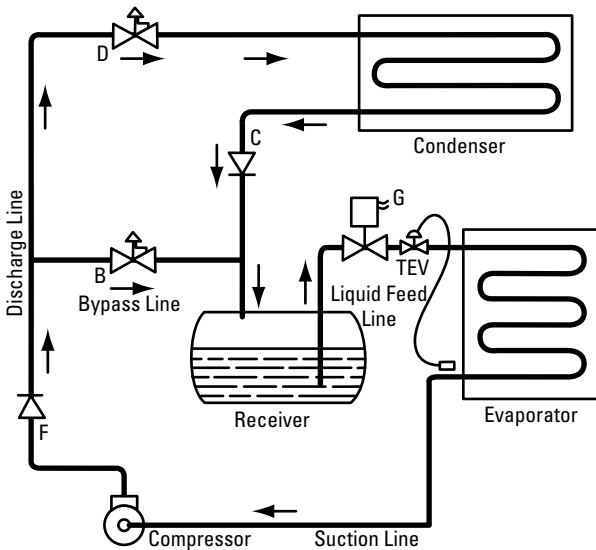 D
Condenser
C
G
Discharge Line
B
Bypass Line
TEV
Liquid Feed
Line
Receiver
Evaporator
F
Compressor
Suction Line